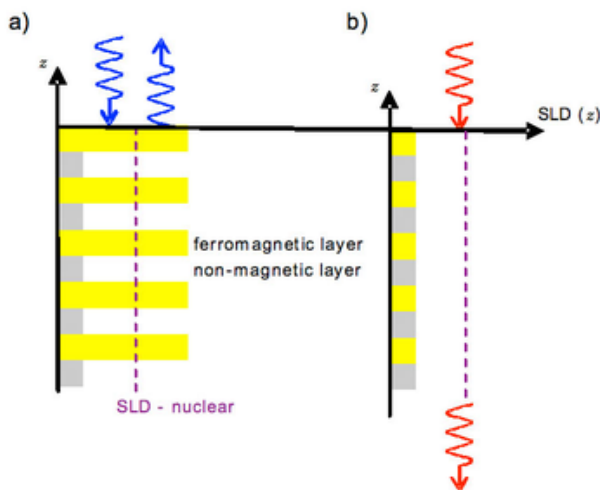 a)
b)
z
z
SLD (z)
ferromagnetic layer
non-magnetic layer
SLD - nuclear